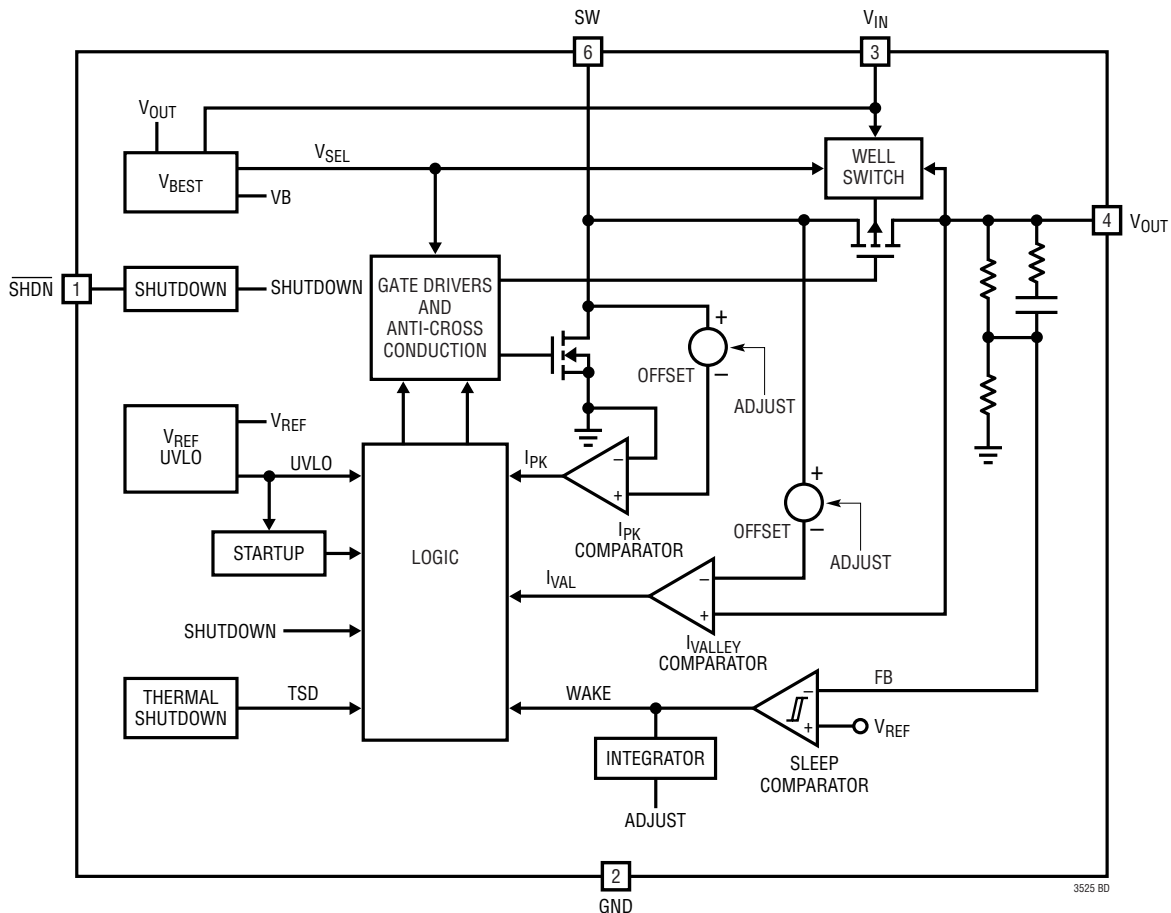 SW
6
VIN
3
VOUT
VBEST
VSEL
VB
WELL
SWITCH
4
VOUT
SHDN
1
SHUTDOWN
SHUTDOWN
GATE DRIVERS
AND
ANTI-CROSS
CONDUCTION
+
–
OFFSET
ADJUST
VREF
UVLO
VREF
UVLO
STARTUP
LOGIC
IPK
–
+
IPK
COMPARATOR
+
–
OFFSET
ADJUST
IVAL
–
+
IVALLEY
COMPARATOR
SHUTDOWN
THERMAL
SHUTDOWN
TSD
WAKE
FB
–
+
VREF
SLEEP
COMPARATOR
INTEGRATOR
ADJUST
2
GND
3525 BD